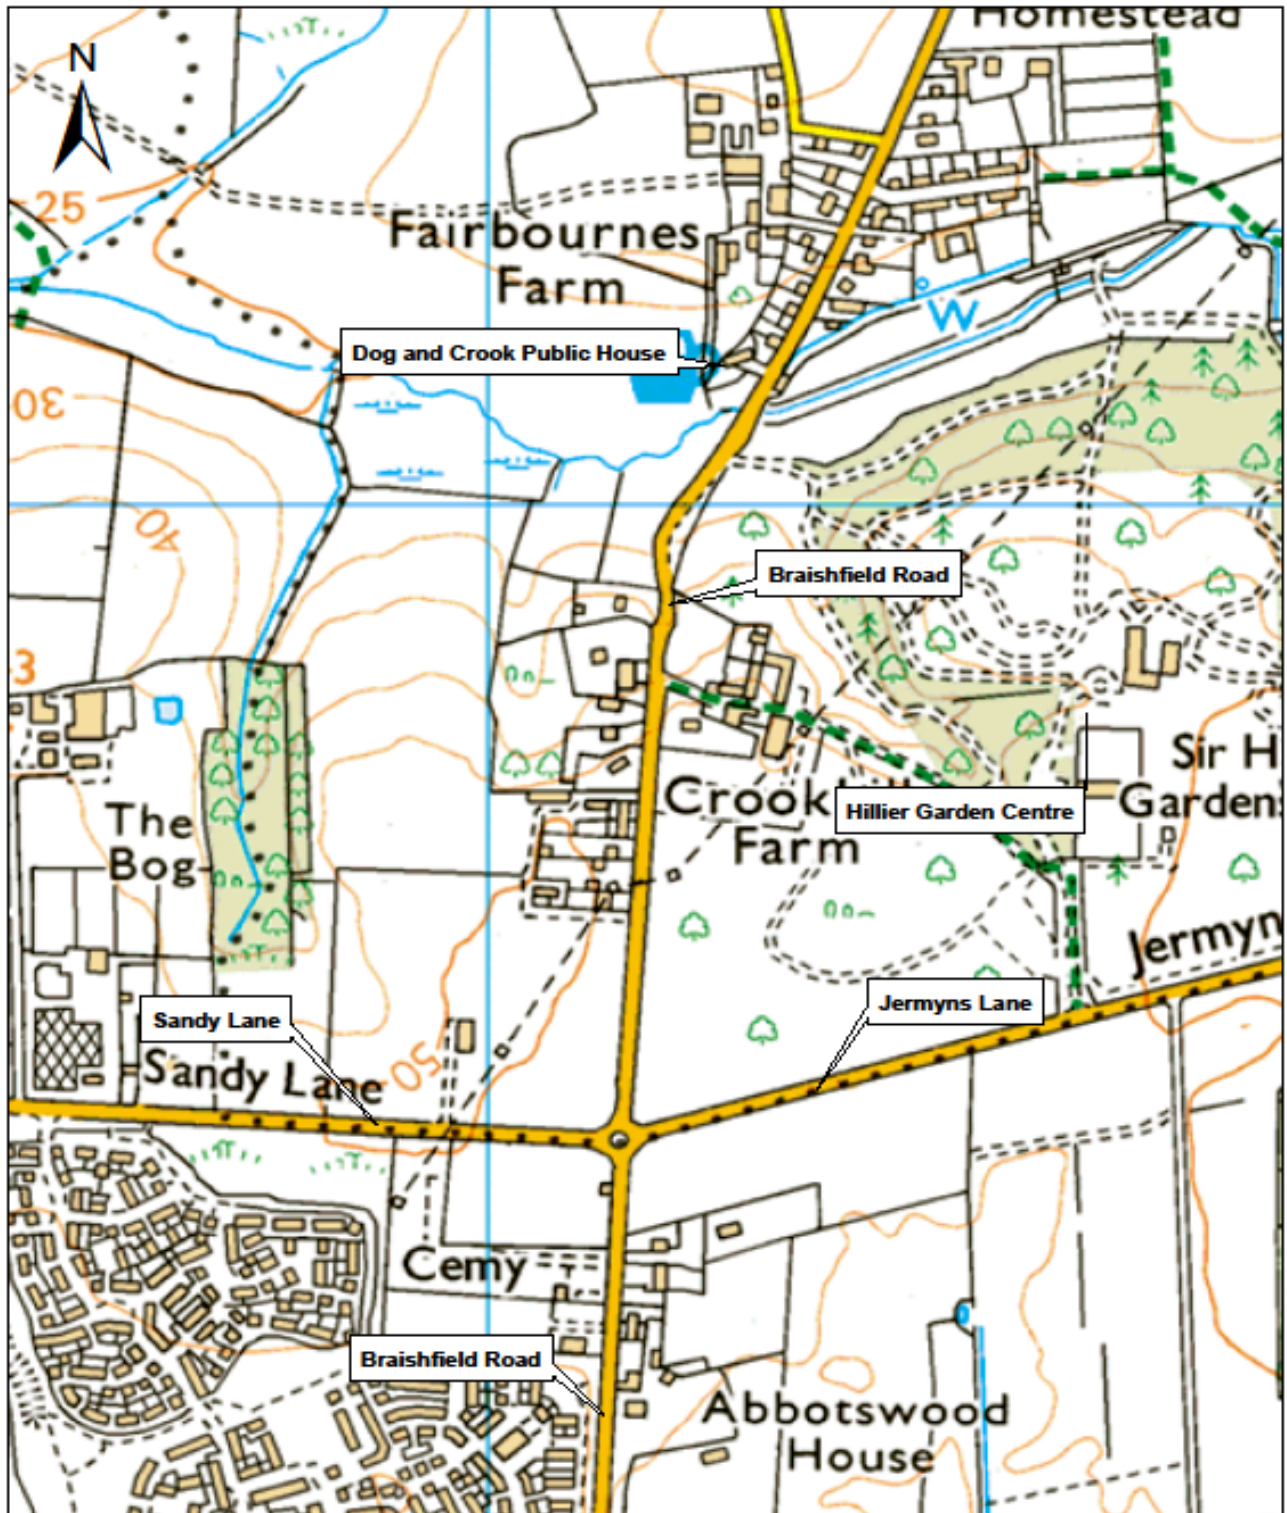 Homestead
N
25
Fairbournes
Farm
W
Dog and Crook Public House
30
40
Braishfield Road
3
Sir H
Garden
Crook
Farm
Hillier Garden Centre
The
Bog
Jermyn
Sandy Lane
Jermyns Lane
Sandy Lane
50
Cemy
Braishfield Road
Abbotswood
House